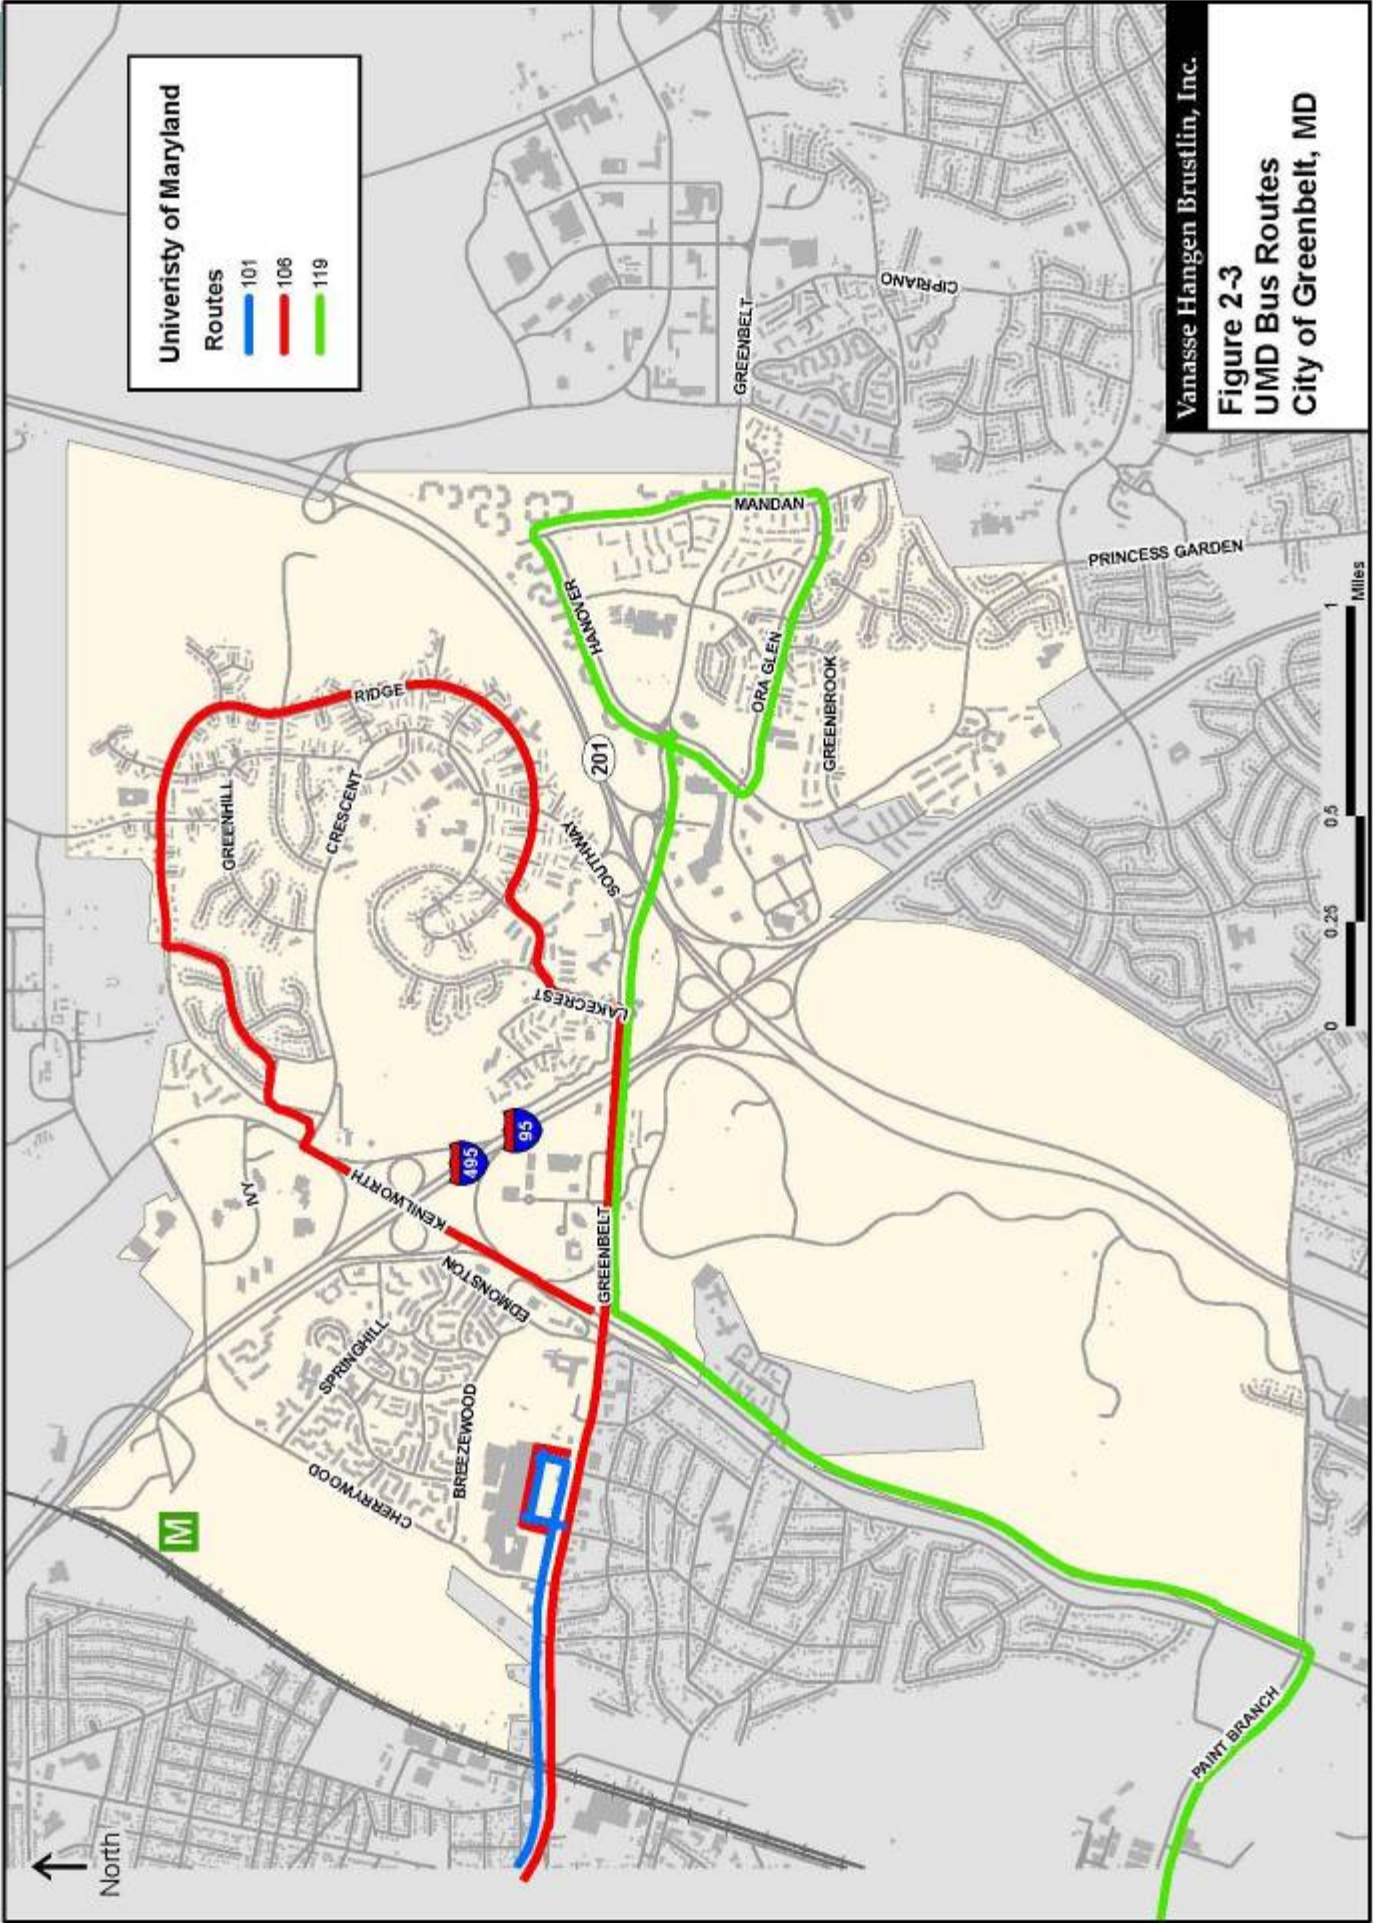 Univeristy of Maryland
Routes
101
106
119
North
M
CHERRYWOOD
SPRINGHILL
BREEZEWOOD
EDMONSTON
KENILWORTH
IVY
495
95
GREENBELT
GREENHILL
CRESCENT
RIDGE
LAKECREST
SOUTHWAY
201
HANOVER
MANDAN
ORA GLEN
GREENBROOK
GREENBELT
CIPRIANO
PRINCESS GARDEN
PAINT BRANCH
0
0.25
0.5
1
Miles
Vanasse Hangen Brustlin, Inc.
Figure 2-3
UMD Bus Routes
City of Greenbelt, MD